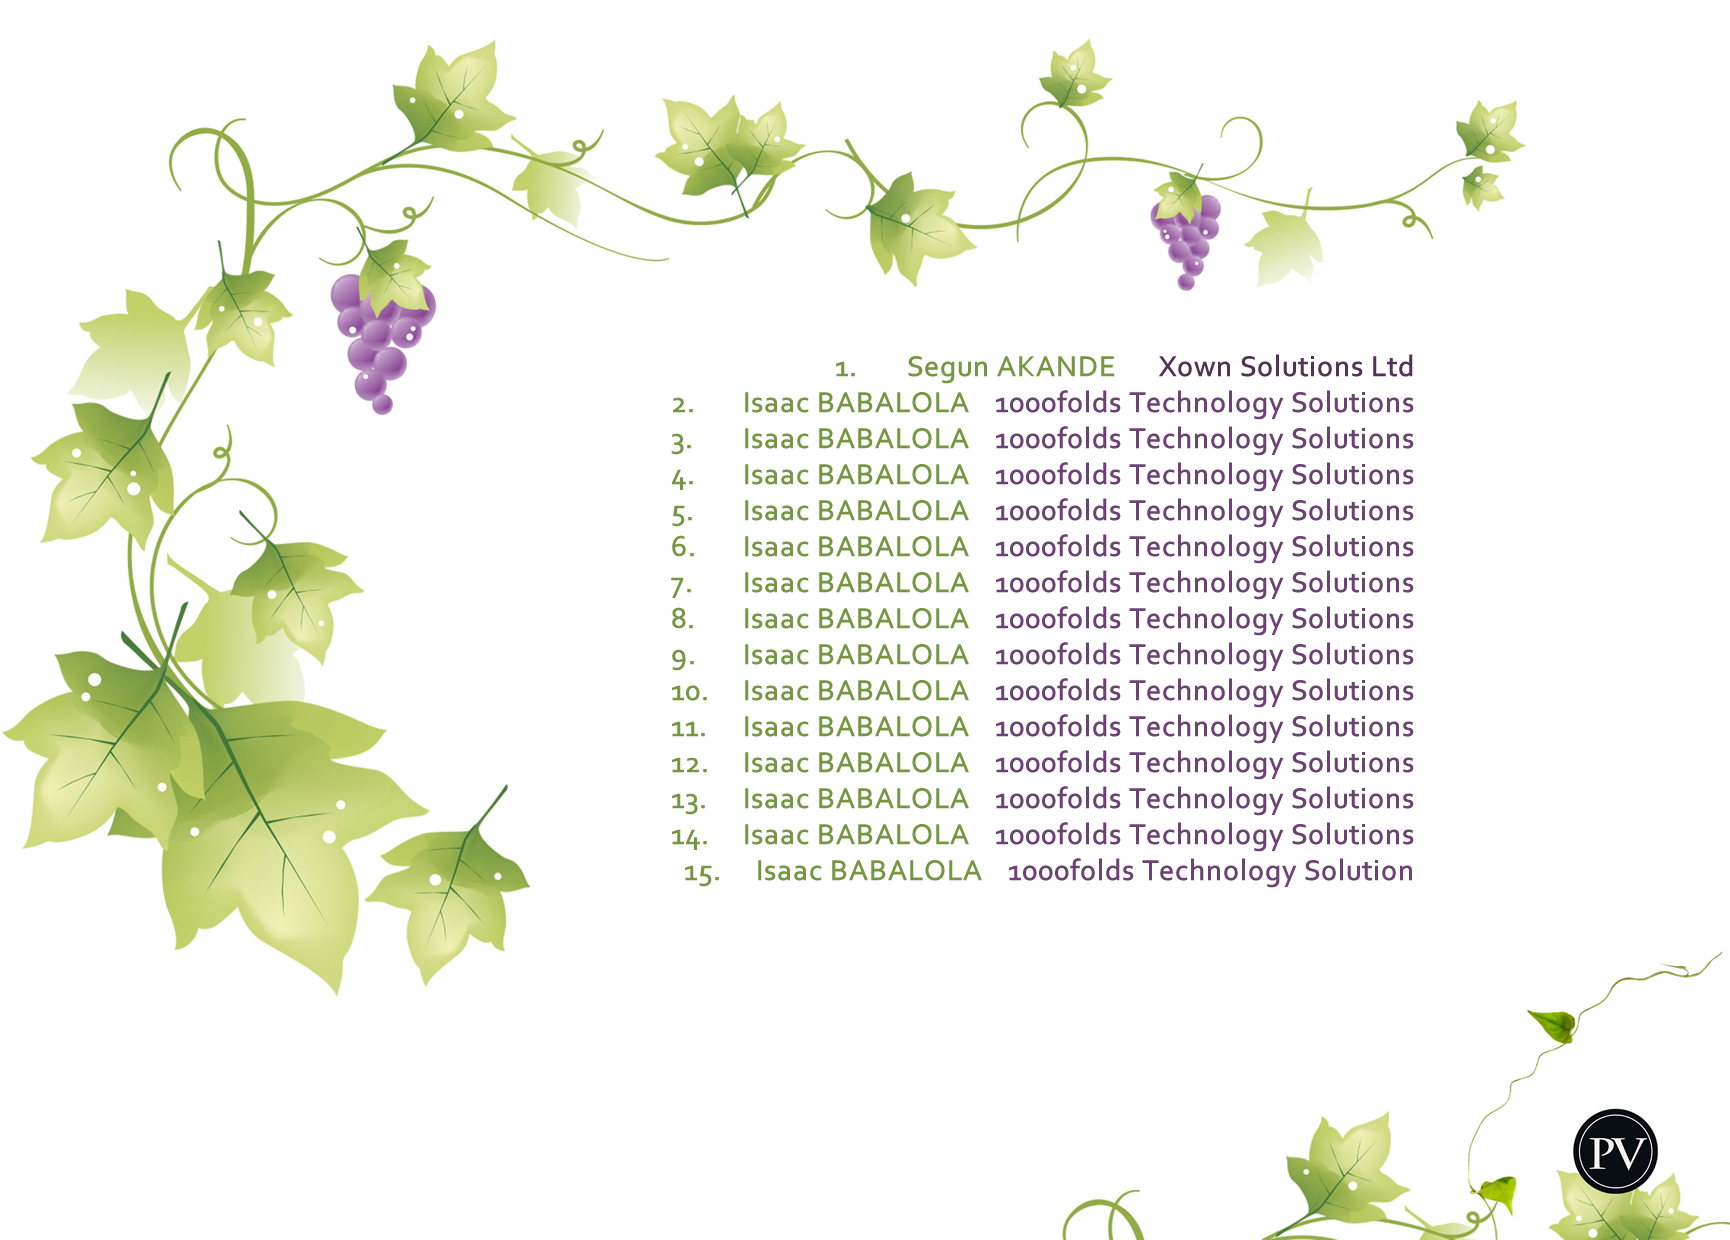 1. Segun AKANDE Xown Solutions Ltd
2. Isaac BABALOLA 1000folds Technology Solutions
3. Isaac BABALOLA 1000folds Technology Solutions
4. Isaac BABALOLA 1000folds Technology Solutions
5. Isaac BABALOLA 1000folds Technology Solutions
6. Isaac BABALOLA 1000folds Technology Solutions
7. Isaac BABALOLA 1000folds Technology Solutions
8. Isaac BABALOLA 1000folds Technology Solutions
9. Isaac BABALOLA 1000folds Technology Solutions
10. Isaac BABALOLA 1000folds Technology Solutions
11. Isaac BABALOLA 1000folds Technology Solutions
12. Isaac BABALOLA 1000folds Technology Solutions
13. Isaac BABALOLA 1000folds Technology Solutions
14. Isaac BABALOLA 1000folds Technology Solutions
15. Isaac BABALOLA 1000folds Technology Solution
PV